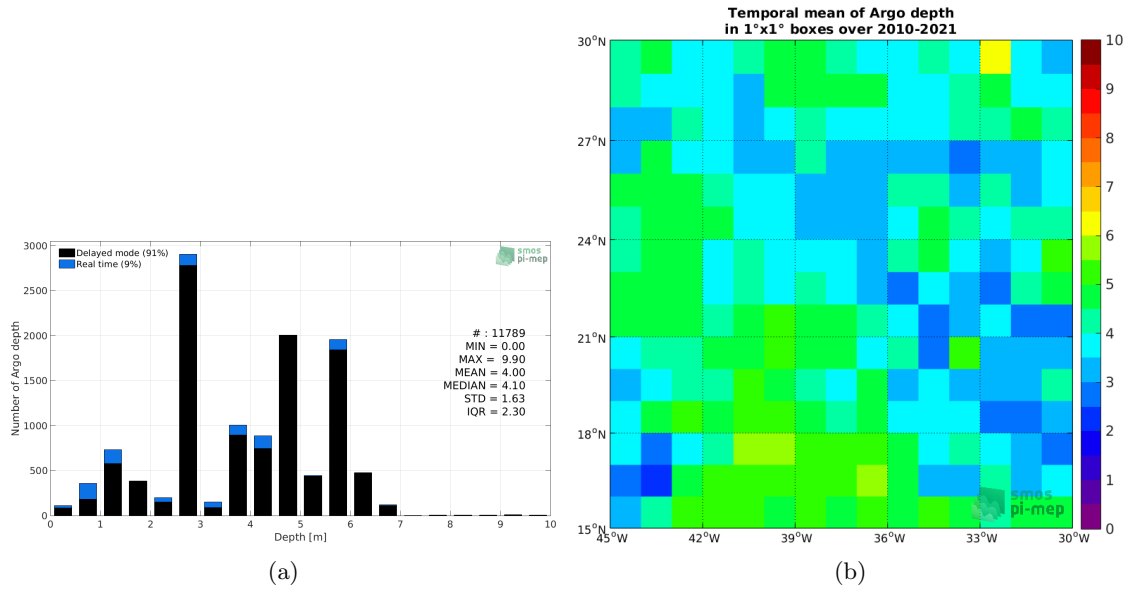 Delayed mode (91%)
Real time (9%)
smos
pi-mep
# : 11789
MIN = 0.00
MAX = 9.90
MEAN = 4.00
MEDIAN = 4.10
STD = 1.63
IQR = 2.30
Number of Argo depth
3000
2500
2000
1500
1000
500
0
0 1 2 3 4 5 6 7 8 9 10
Depth [m]
(a)
Temporal mean of Argo depth
in 1°x1° boxes over 2010-2021
30°N
27°N
24°N
21°N
18°N
15°N
45°W 42°W 39°W 36°W 33°W 30°W
smos
pi-mep
10
9
8
7
6
5
4
3
2
1
0
(b)